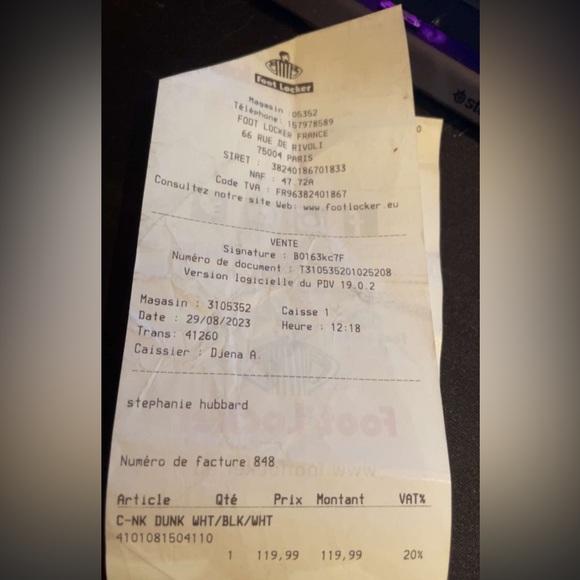 Foot Locker
Magasin 05352
Téléphone: 157978589
FOOT LOCKER FRANCE
66 RUE DE RIVOLI
75004 PARIS
SIRET : 38240186701833
NAF : 47 72A
Code TVA : FR96382401867
Consultez notre site Web: www.footlocker.eu
VENTE
Signature : B0163kc7F
Numéro de document : T310535201025208
Version logicielle du PDV 19.0.2
Magasin : 3105352 Caisse 1
Date : 29/08/2023 Heure : 12:18
Trans: 41260
Caissier : Djena A.
stephanie hubbard
Numéro de facture 848
Article Qté Prix Montant VAT%
C-NK DUNK WHT/BLK/WHT
4101081504110
1 119,99 119,99 20%